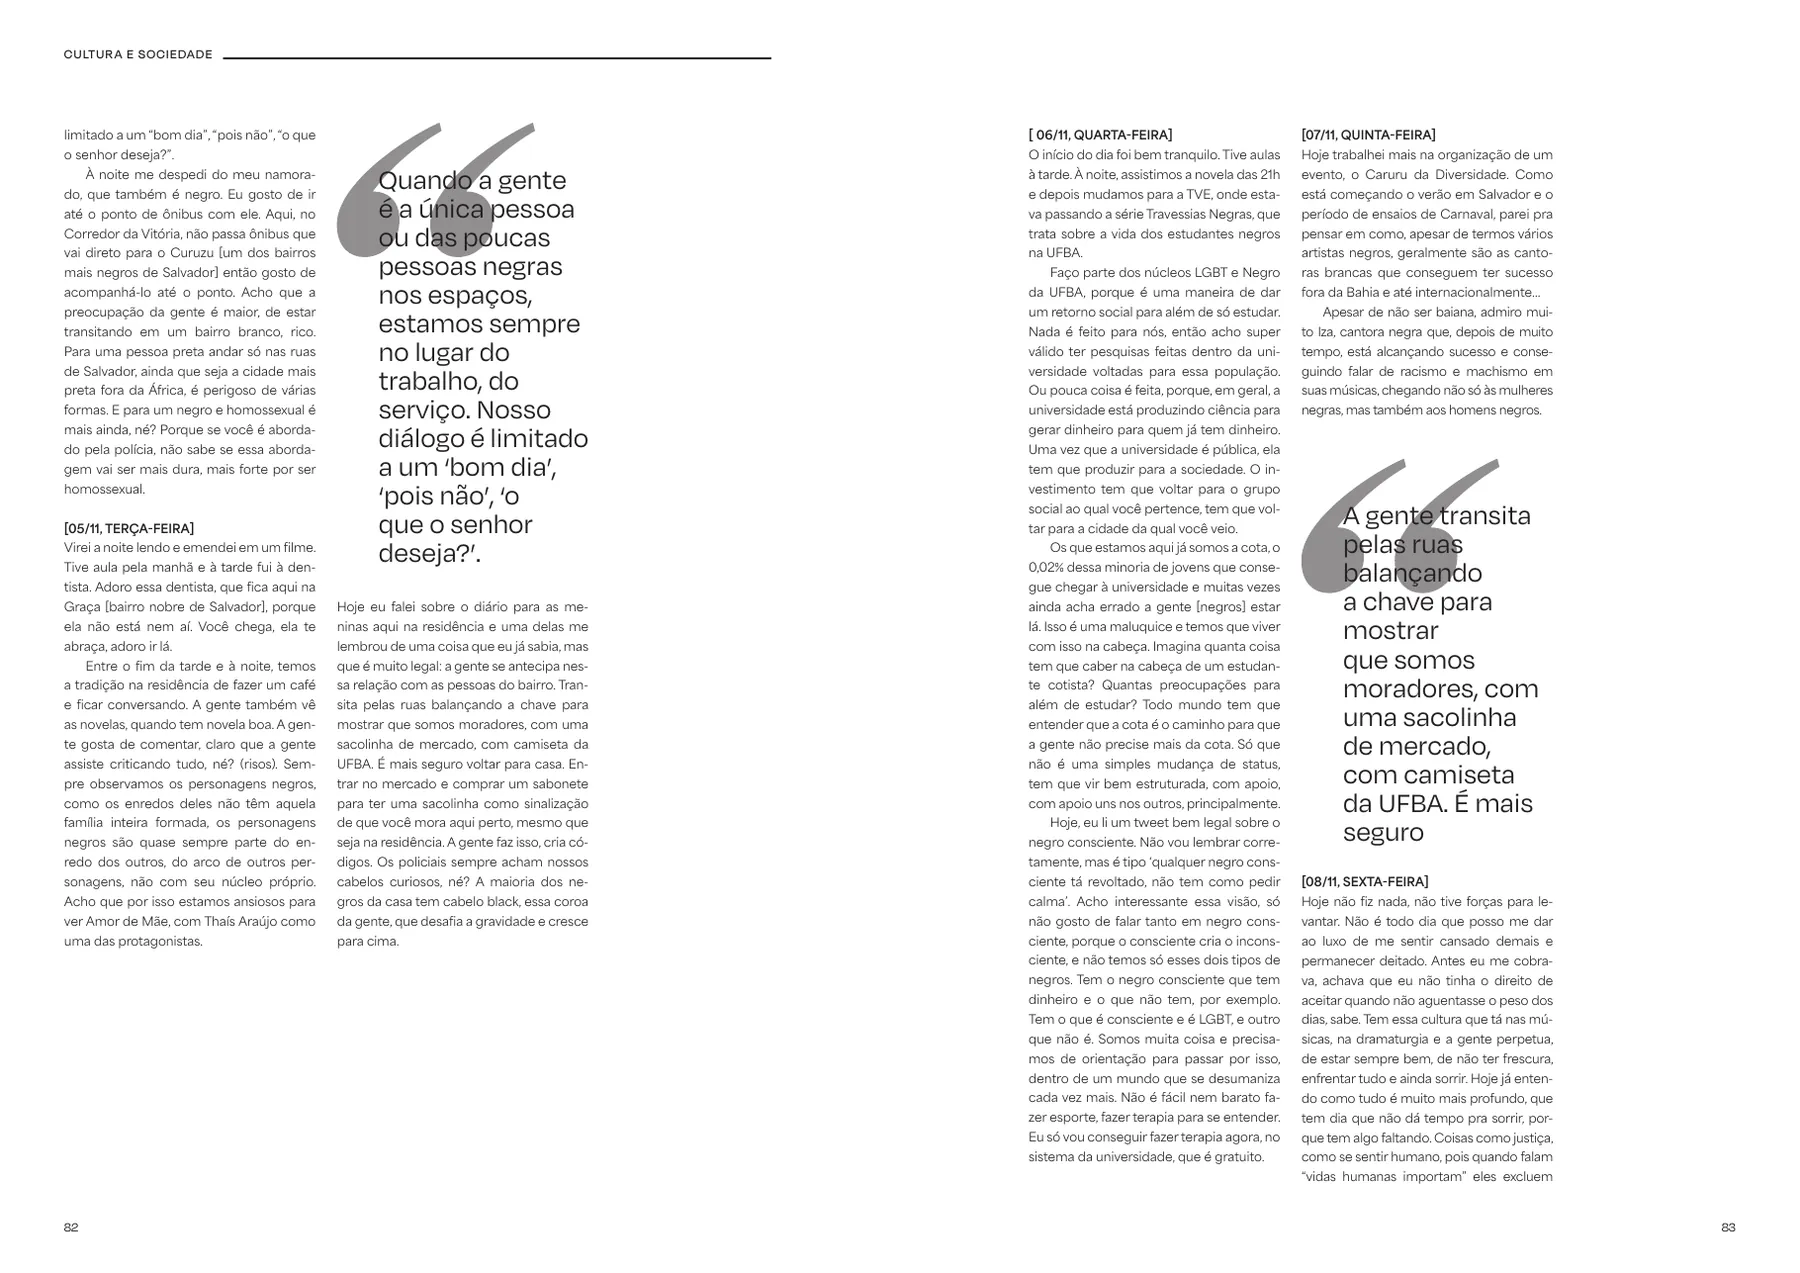 CULTURA E SOCIEDADE
limitado a um “bom dia”, “pois não”, “o que
o senhor deseja?”.
À noite me despedi do meu namora-
do, que também é negro. Eu gosto de ir
até o ponto de ônibus com ele. Aqui, no
Corredor da Vitória, não passa ônibus que
vai direto para o Curuzu [um dos bairros
mais negros de Salvador] então gosto de
acompanhá-lo até o ponto. Acho que a
preocupação da gente é maior, de estar
transitando em um bairro branco, rico.
Para uma pessoa preta andar só nas ruas
de Salvador, ainda que seja a cidade mais
preta fora da África, é perigoso de várias
formas. E para um negro e homossexual é
mais ainda, né? Porque se você é aborda-
do pela polícia, não sabe se essa aborda-
gem vai ser mais dura, mais forte por ser
homossexual.
[05/11, TERÇA-FEIRA]
Virei a noite lendo e emendei em um filme.
Tive aula pela manhã e à tarde fui à den-
tista. Adoro essa dentista, que fica aqui na
Graça [bairro nobre de Salvador], porque
ela não está nem aí. Você chega, ela te
abraça, adoro ir lá.
Entre o fim da tarde e à noite, temos
a tradição na residência de fazer um café
e ficar conversando. A gente também vê
as novelas, quando tem novela boa. A gen-
te gosta de comentar, claro que a gente
assiste criticando tudo, né? (risos). Sem-
pre observamos os personagens negros,
como os enredos deles não têm aquela
família inteira formada, os personagens
negros são quase sempre parte do en-
redo dos outros, do arco de outros per-
sonagens, não com seu núcleo próprio.
Acho que por isso estamos ansiosos para
ver Amor de Mãe, com Thaís Araújo como
uma das protagonistas.
“
Quando a gente
é a única pessoa
ou das poucas
pessoas negras
nos espaços,
estamos sempre
no lugar do
trabalho, do
serviço. Nosso
diálogo é limitado
a um ‘bom dia’,
‘pois não’, ‘o
que o senhor
deseja?’.
Hoje eu falei sobre o diário para as me-
ninas aqui na residência e uma delas me
lembrou de uma coisa que eu já sabia, mas
que é muito legal: a gente se antecipa nes-
sa relação com as pessoas do bairro. Tran-
sita pelas ruas balançando a chave para
mostrar que somos moradores, com uma
sacolinha de mercado, com camiseta da
UFBA. É mais seguro voltar para casa. En-
trar no mercado e comprar um sabonete
para ter uma sacolinha como sinalização
de que você mora aqui perto, mesmo que
seja na residência. A gente faz isso, cria có-
digos. Os policiais sempre acham nossos
cabelos curiosos, né? A maioria dos ne-
gros da casa tem cabelo black, essa coroa
da gente, que desafia a gravidade e cresce
para cima.
82
[ 06/11, QUARTA-FEIRA]
O início do dia foi bem tranquilo. Tive aulas
à tarde. À noite, assistimos a novela das 21h
e depois mudamos para a TVE, onde esta-
va passando a série Travessias Negras, que
trata sobre a vida dos estudantes negros
na UFBA.
Faço parte dos núcleos LGBT e Negro
da UFBA, porque é uma maneira de dar
um retorno social para além de só estudar.
Nada é feito para nós, então acho super
válido ter pesquisas feitas dentro da uni-
versidade voltadas para essa população.
Ou pouca coisa é feita, porque, em geral, a
universidade está produzindo ciência para
gerar dinheiro para quem já tem dinheiro.
Uma vez que a universidade é pública, ela
tem que produzir para a sociedade. O in-
vestimento tem que voltar para o grupo
social ao qual você pertence, tem que vol-
tar para a cidade da qual você veio.
Os que estamos aqui já somos a cota, o
0,02% dessa minoria de jovens que conse-
gue chegar à universidade e muitas vezes
ainda acha errado a gente [negros] estar
lá. Isso é uma maluquice e temos que viver
com isso na cabeça. Imagina quanta coisa
tem que caber na cabeça de um estudan-
te cotista? Quantas preocupações para
além de estudar? Todo mundo tem que
entender que a cota é o caminho para que
a gente não precise mais da cota. Só que
não é uma simples mudança de status,
tem que vir bem estruturada, com apoio,
com apoio uns nos outros, principalmente.
Hoje, eu li um tweet bem legal sobre o
negro consciente. Não vou lembrar corre-
tamente, mas é tipo ‘qualquer negro cons-
ciente tá revoltado, não tem como pedir
calma’. Acho interessante essa visão, só
não gosto de falar tanto em negro cons-
ciente, porque o consciente cria o incons-
ciente, e não temos só esses dois tipos de
negros. Tem o negro consciente que tem
dinheiro e o que não tem, por exemplo.
Tem o que é consciente e é LGBT, e outro
que não é. Somos muita coisa e precisa-
mos de orientação para passar por isso,
dentro de um mundo que se desumaniza
cada vez mais. Não é fácil nem barato fa-
zer esporte, fazer terapia para se entender.
Eu só vou conseguir fazer terapia agora, no
sistema da universidade, que é gratuito.
[07/11, QUINTA-FEIRA]
Hoje trabalhei mais na organização de um
evento, o Caruru da Diversidade. Como
está começando o verão em Salvador e o
período de ensaios de Carnaval, parei pra
pensar em como, apesar de termos vários
artistas negros, geralmente são as canto-
ras brancas que conseguem ter sucesso
fora da Bahia e até internacionalmente...
Apesar de não ser baiana, admiro mui-
to Iza, cantora negra que, depois de muito
tempo, está alcançando sucesso e conse-
guindo falar de racismo e machismo em
suas músicas, chegando não só às mulheres
negras, mas também aos homens negros.
“
A gente transita
pelas ruas
balançando
a chave para
mostrar
que somos
moradores, com
uma sacolinha
de mercado,
com camiseta
da UFBA. É mais
seguro
[08/11, SEXTA-FEIRA]
Hoje não fiz nada, não tive forças para le-
vantar. Não é todo dia que posso me dar
ao luxo de me sentir cansado demais e
permanecer deitado. Antes eu me cobra-
va, achava que eu não tinha o direito de
aceitar quando não aguentasse o peso dos
dias, sabe. Tem essa cultura que tá nas mú-
sicas, na dramaturgia e a gente perpetua,
de estar sempre bem, de não ter frescura,
enfrentar tudo e ainda sorrir. Hoje já enten-
do como tudo é muito mais profundo, que
tem dia que não dá tempo pra sorrir, por-
que tem algo faltando. Coisas como justiça,
como se sentir humano, pois quando falam
“vidas humanas importam” eles excluem
83